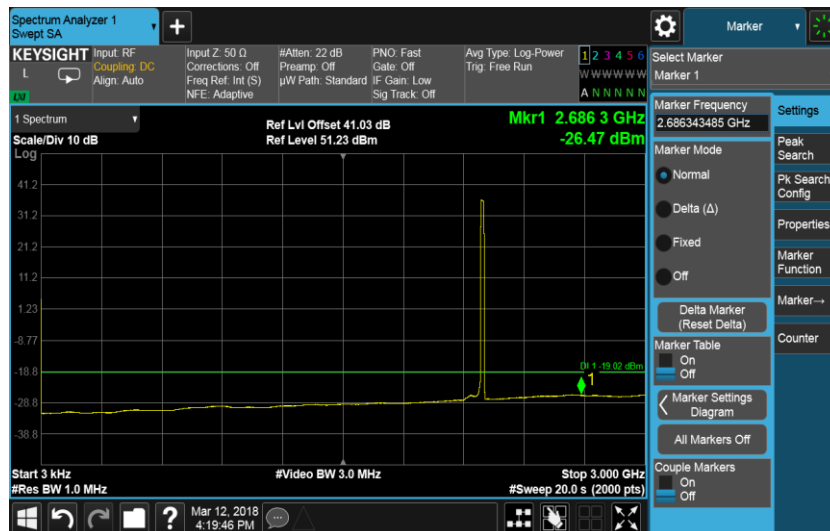 Spectrum Analyzer 1
Swept SA
Marker
KEYSIGHT
L
LXI
Input: RF
Coupling: DC
Align: Auto
Input Z: 50 Ω
Corrections: Off
Freq Ref: Int (S)
NFE: Adaptive
#Atten: 22 dB
Preamp: Off
µW Path: Standard
PNO: Fast
Gate: Off
IF Gain: Low
Sig Track: Off
Avg Type: Log-Power
Trig: Free Run
1 2 3 4 5 6
W W W W W W
A N N N N N
Select Marker
Marker 1
1 Spectrum
Scale/Div 10 dB
Log
Ref Lvl Offset 41.03 dB
Ref Level 51.23 dBm
Mkr1 2.686 3 GHz
-26.47 dBm
41.2
31.2
21.2
11.2
1.23
-8.77
-18.8
-28.8
-38.8
DI 1 -19.02 dBm
1
Start 3 kHz
#Res BW 1.0 MHz
#Video BW 3.0 MHz
Stop 3.000 GHz
#Sweep 20.0 s (2000 pts)
Marker Frequency
2.686343485 GHz
Marker Mode
Normal
Delta (Δ)
Fixed
Off
Delta Marker
(Reset Delta)
Marker Table
On
Off
Marker Settings
Diagram
All Markers Off
Couple Markers
On
Off
Settings
Peak
Search
Pk Search
Config
Properties
Marker
Function
Marker→
Counter
?
Mar 12, 2018
4:19:46 PM